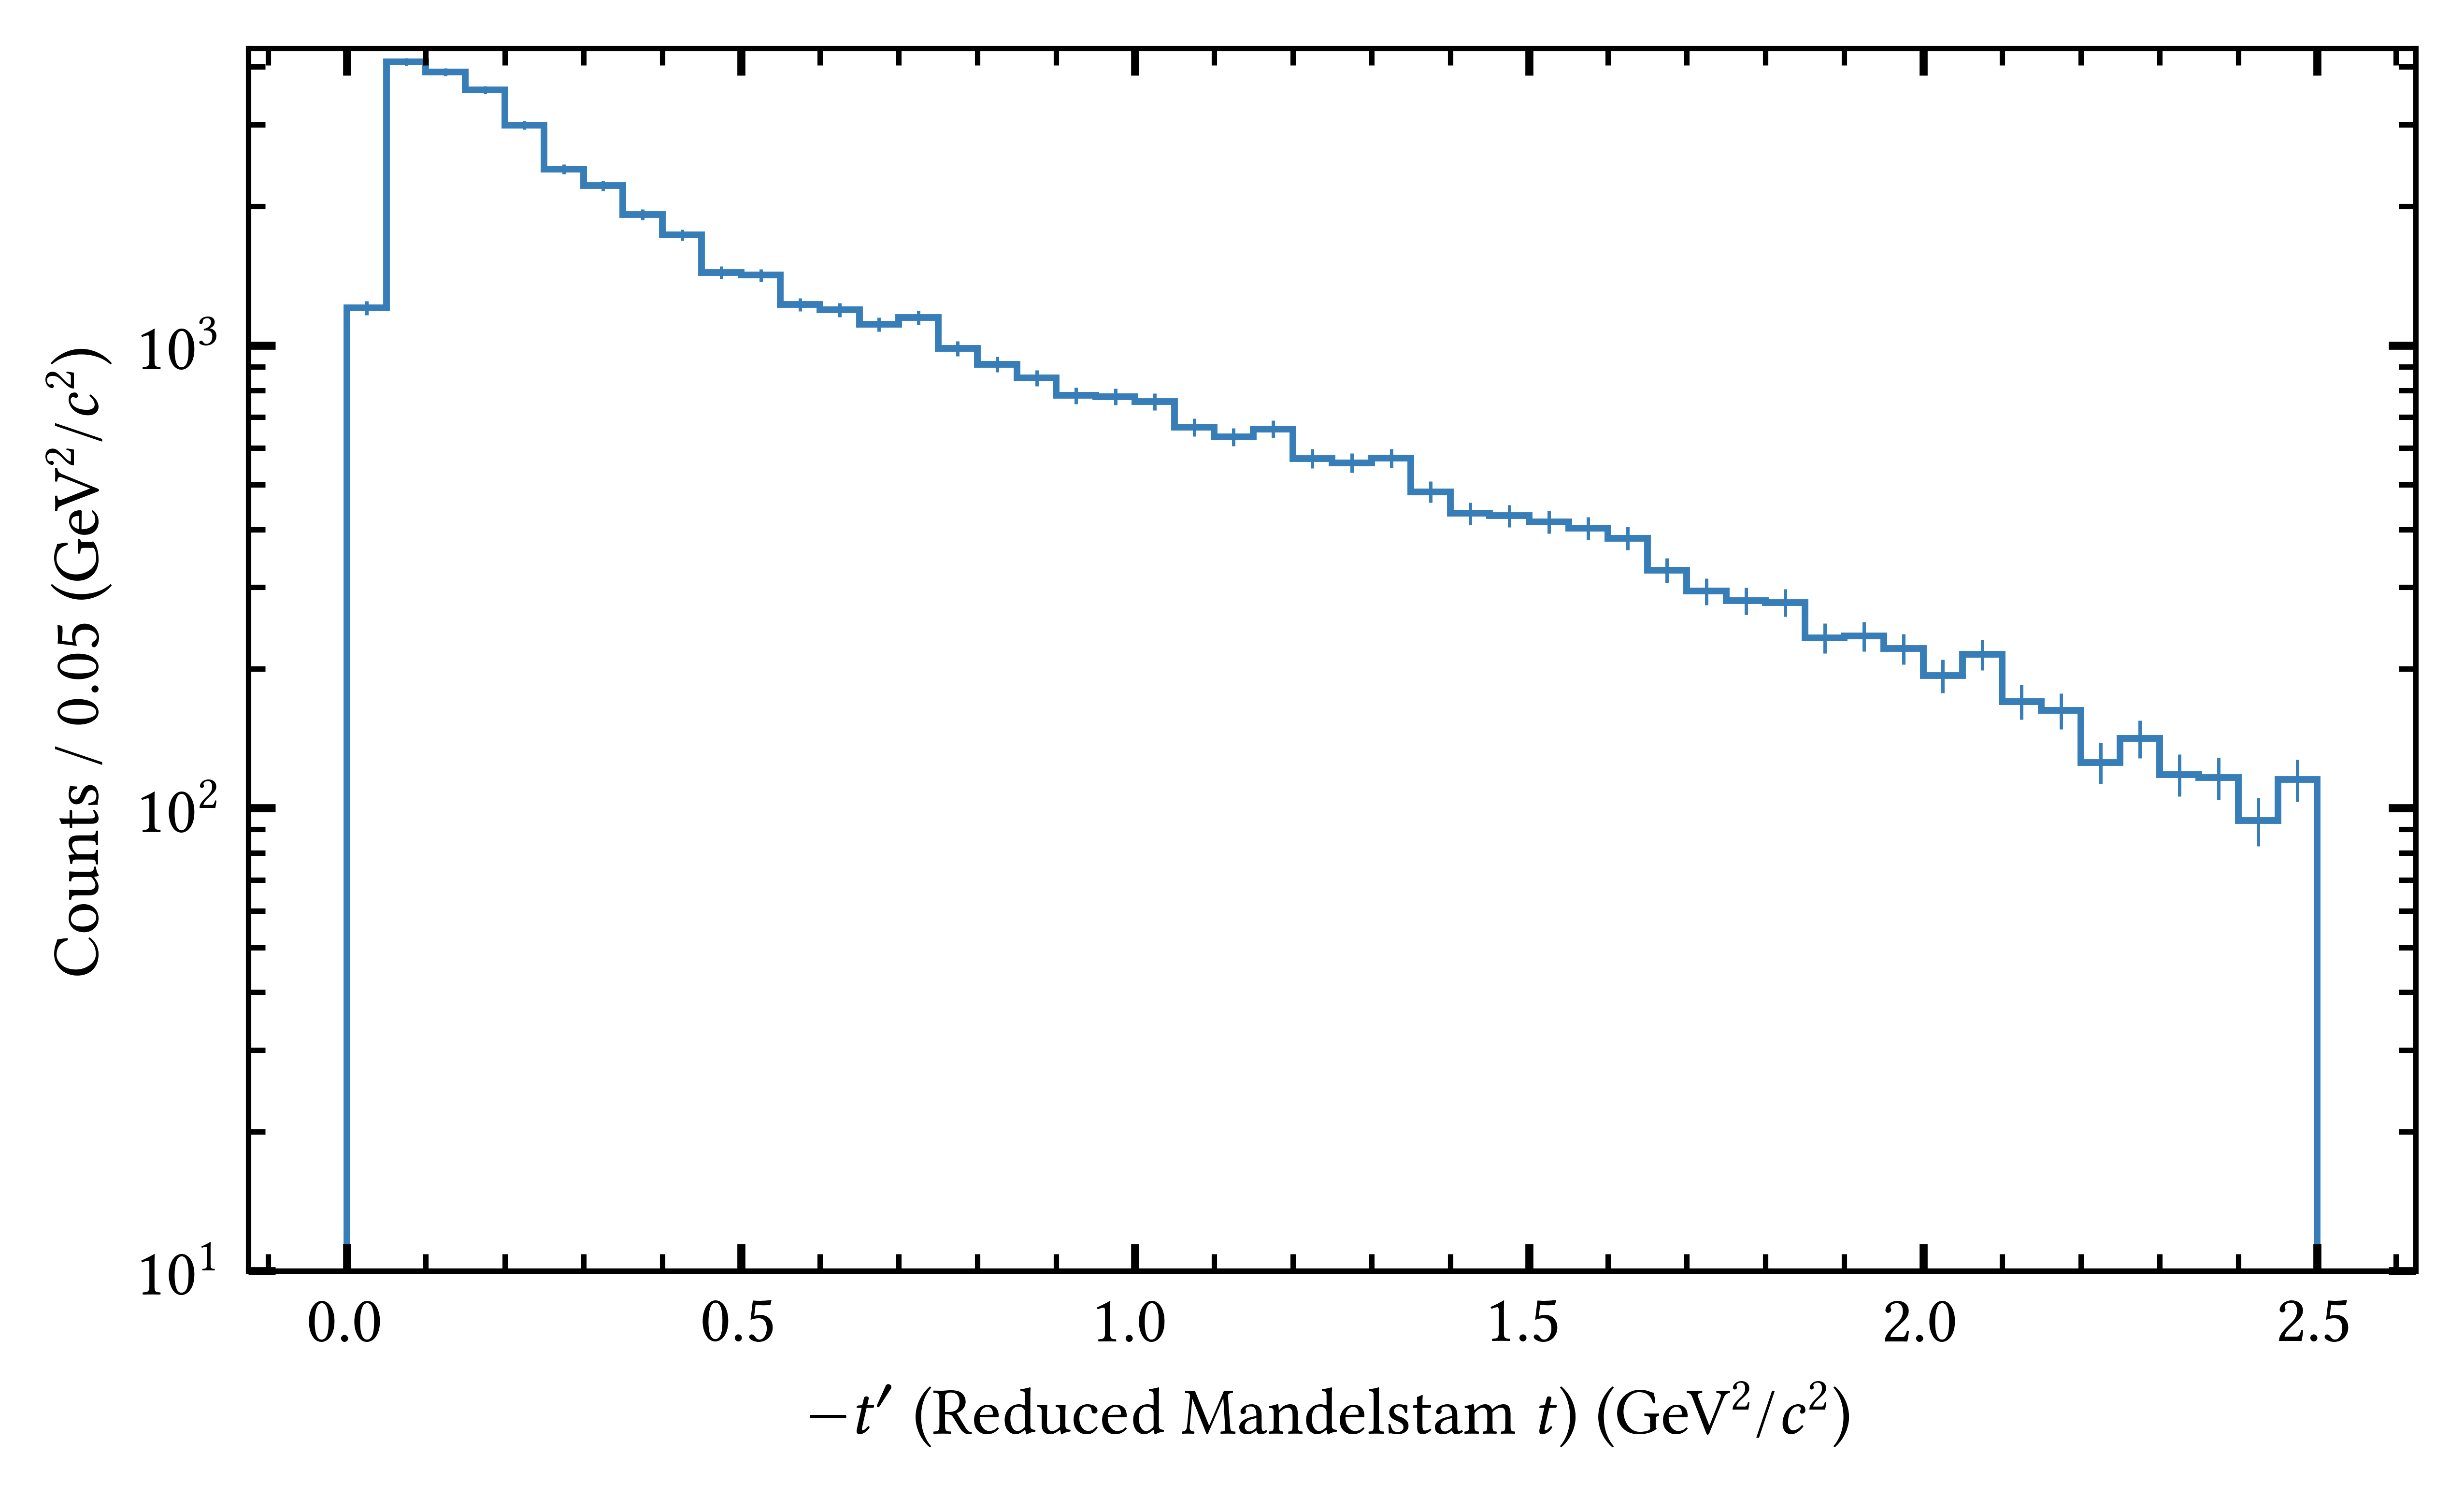 Counts / 0.05 (GeV²/c²)
10³
10²
10¹
0.0 0.5 1.0 1.5 2.0 2.5
−t′ (Reduced Mandelstam t) (GeV²/c²)